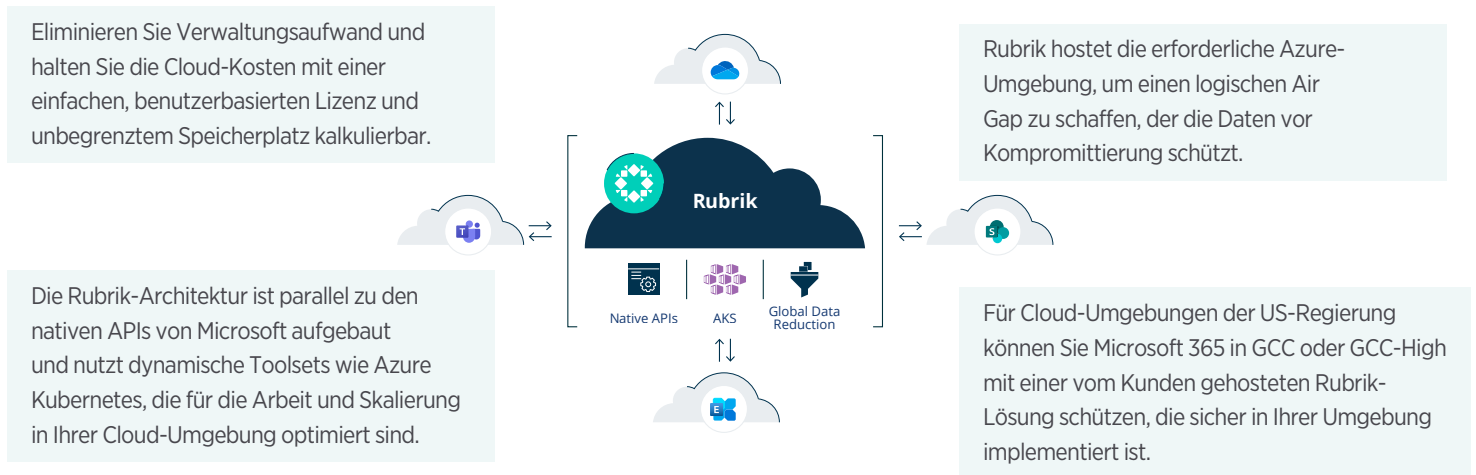 Eliminieren Sie Verwaltungsaufwand und
halten Sie die Cloud-Kosten mit einer
einfachen, benutzerbasierten Lizenz und
unbegrenztem Speicherplatz kalkulierbar.
Rubrik hostet die erforderliche Azure-
Umgebung, um einen logischen Air
Gap zu schaffen, der die Daten vor
Kompromittierung schützt.
Rubrik
T
S
Native APIs
AKS
Global Data
Reduction
E
Die Rubrik-Architektur ist parallel zu den
nativen APIs von Microsoft aufgebaut
und nutzt dynamische Toolsets wie Azure
Kubernetes, die für die Arbeit und Skalierung
in Ihrer Cloud-Umgebung optimiert sind.
Für Cloud-Umgebungen der US-Regierung
können Sie Microsoft 365 in GCC oder GCC-High
mit einer vom Kunden gehosteten Rubrik-
Lösung schützen, die sicher in Ihrer Umgebung
implementiert ist.